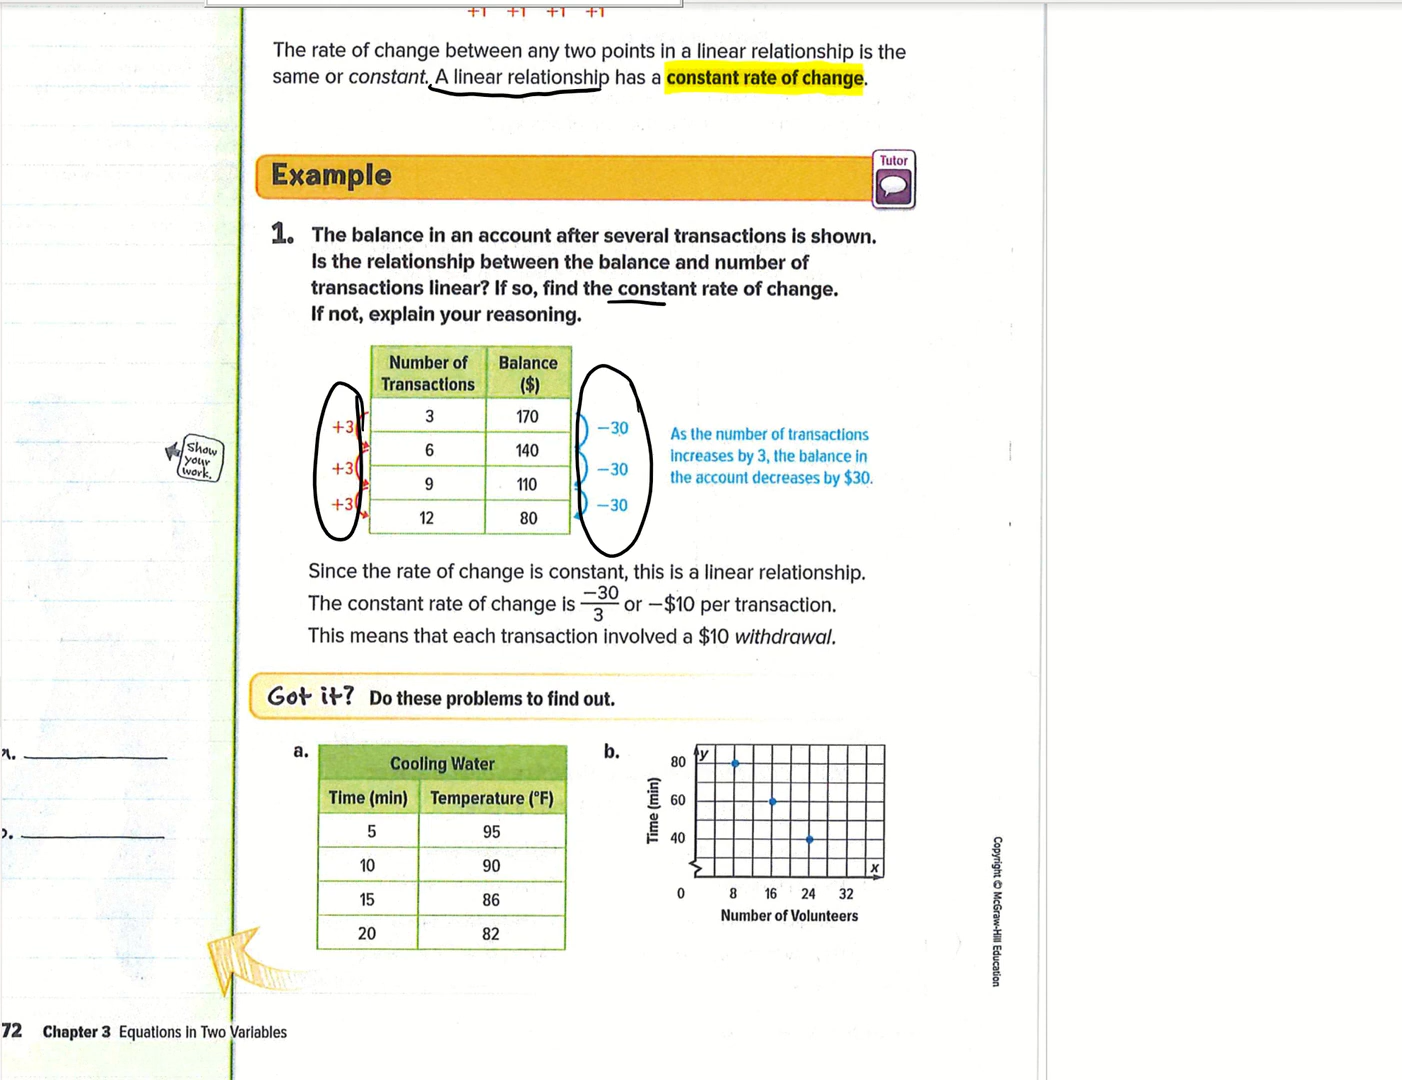 +1 +1 +1 +1
The rate of change between any two points in a linear relationship is the
same or constant. A linear relationship has a constant rate of change.
Example
Tutor
1. The balance in an account after several transactions is shown.
Is the relationship between the balance and number of
transactions linear? If so, find the constant rate of change.
If not, explain your reasoning.
Number of Transactions Balance ($)
3 170
6 140
9 110
12 80
+3 −30
+3 −30
+3 −30
As the number of transactions
increases by 3, the balance in
the account decreases by $30.
Show
your
work.
Since the rate of change is constant, this is a linear relationship.
The constant rate of change is −30/3 or −$10 per transaction.
This means that each transaction involved a $10 withdrawal.
Got it? Do these problems to find out.
a.
Cooling Water
Time (min) Temperature (°F)
5 95
10 90
15 86
20 82
b.
y
80
60
40
Time (min)
x
0 8 16 24 32
Number of Volunteers
Copyright © McGraw-Hill Education
72 Chapter 3 Equations in Two Variables